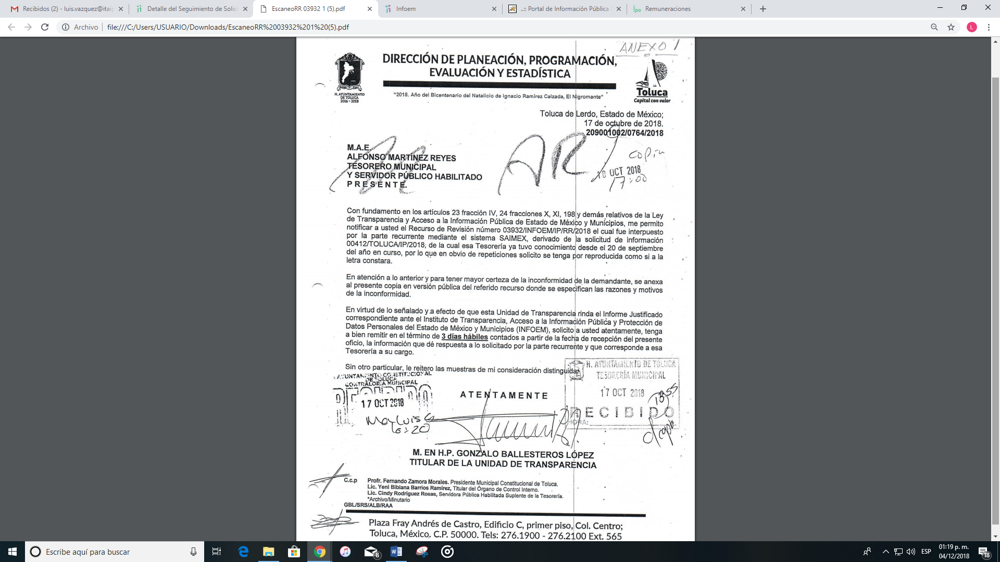 Recibidos (2) - luis.vazquez@itaip
Detalle del Seguimiento de Solici
EscaneoRR 03932 1 (5).pdf
Infoem
..:: Portal de Información Pública
Remuneraciones
Archivo
file:///C:/Users/USUARIO/Downloads/EscaneoRR%2003932%201%20(5).pdf
L
ANEXO 1
DIRECCIÓN DE PLANEACIÓN, PROGRAMACIÓN,
EVALUACIÓN Y ESTADÍSTICA
H. AYUNTAMIENTO
DE TOLUCA
2016 - 2018
Toluca
Capital con valor
"2018. Año del Bicentenario del Natalicio de Ignacio Ramírez Calzada, El Nigromante"
Toluca de Lerdo, Estado de México;
17 de octubre de 2018.
209001002/0764/2018
M.A.E.
ALFONSO MARTÍNEZ REYES
TESORERO MUNICIPAL
Y SERVIDOR PÚBLICO HABILITADO
P R E S E N T E.
AR
copia
18 OCT 2018
17:00
Con fundamento en los artículos 23 fracción IV, 24 fracciones X, XI, 198 y demás relativos de la Ley
de Transparencia y Acceso a la Información Pública de Estado de México y Municipios, me permito
notificar a usted el Recurso de Revisión número 03932/INFOEM/IP/RR/2018 el cual fue interpuesto
por la parte recurrente mediante el sistema SAIMEX, derivado de la solicitud de información
00412/TOLUCA/IP/2018, de la cual esa Tesorería ya tuvo conocimiento desde el 20 de septiembre
del año en curso, por lo que en obvio de repeticiones solicito se tenga por reproducida como si a la
letra constara.
En atención a lo anterior y para tener mayor certeza de la inconformidad de la demandante, se anexa
al presente copia en versión pública del referido recurso donde se especifican las razones y motivos
de la inconformidad.
En virtud de lo señalado y a efecto de que esta Unidad de Transparencia rinda el Informe Justificado
correspondiente ante el Instituto de Transparencia, Acceso a la Información Pública y Protección de
Datos Personales del Estado de México y Municipios (INFOEM), solicito a usted atentamente, tenga
a bien remitir en el término de 3 días hábiles contados a partir de la fecha de recepción del presente
oficio, la información que dé respuesta a lo solicitado por la parte recurrente y que corresponde a esa
Tesorería a su cargo.
Sin otro particular, le reitero las muestras de mi consideración distinguida.
AYUNTAMIENTO CONSTITUCIONAL
DE TOLUCA
CONTRALORIA MUNICIPAL
RECIBIDO
17 OCT 2018
H. AYUNTAMIENTO DE TOLUCA
TESORERÍA MUNICIPAL
17 OCT 2018
RECIBIDO
HORA:
A T E N T A M E N T E
M. EN H.P. GONZALO BALLESTEROS LÓPEZ
TITULAR DE LA UNIDAD DE TRANSPARENCIA
C.c.p Profr. Fernando Zamora Morales. Presidente Municipal Constitucional de Toluca.
Lic. Yeni Bibiana Barrios Ramírez, Titular del Órgano de Control Interno.
Lic. Cindy Rodríguez Rosas, Servidora Pública Habilitada Suplente de la Tesorería.
*Archivo/Minutario
GBL/SRS/ALB/RAA
Plaza Fray Andrés de Castro, Edificio C, primer piso, Col. Centro;
Toluca, México. C.P. 50000. Tels: 276.1900 - 276.2100 Ext. 565
Escribe aquí para buscar
8
ESP
01:19 p. m.
04/12/2018
18